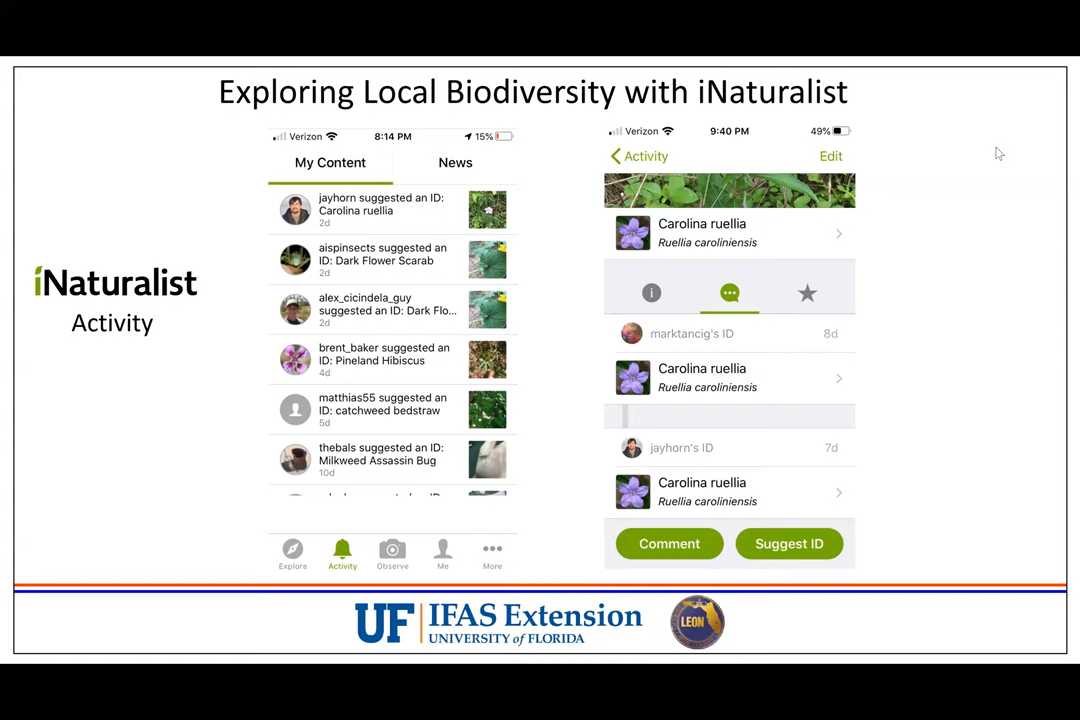 Exploring Local Biodiversity with iNaturalist
iNaturalist
Activity
Verizon 8:14 PM 15%
My Content News
jayhorn suggested an ID:
Carolina ruellia
2d
aispinsects suggested an
ID: Dark Flower Scarab
2d
alex_cicindela_guy
suggested an ID: Dark Flo...
2d
brent_baker suggested an
ID: Pineland Hibiscus
4d
matthias55 suggested an
ID: catchweed bedstraw
5d
thebals suggested an ID:
Milkweed Assassin Bug
10d
Explore Activity Observe Me More
Verizon 9:40 PM 49%
Activity Edit
Carolina ruellia
Ruellia caroliniensis
marktancig's ID 8d
Carolina ruellia
Ruellia caroliniensis
jayhorn's ID 7d
Carolina ruellia
Ruellia caroliniensis
Comment Suggest ID
UF IFAS Extension
UNIVERSITY of FLORIDA
LEON